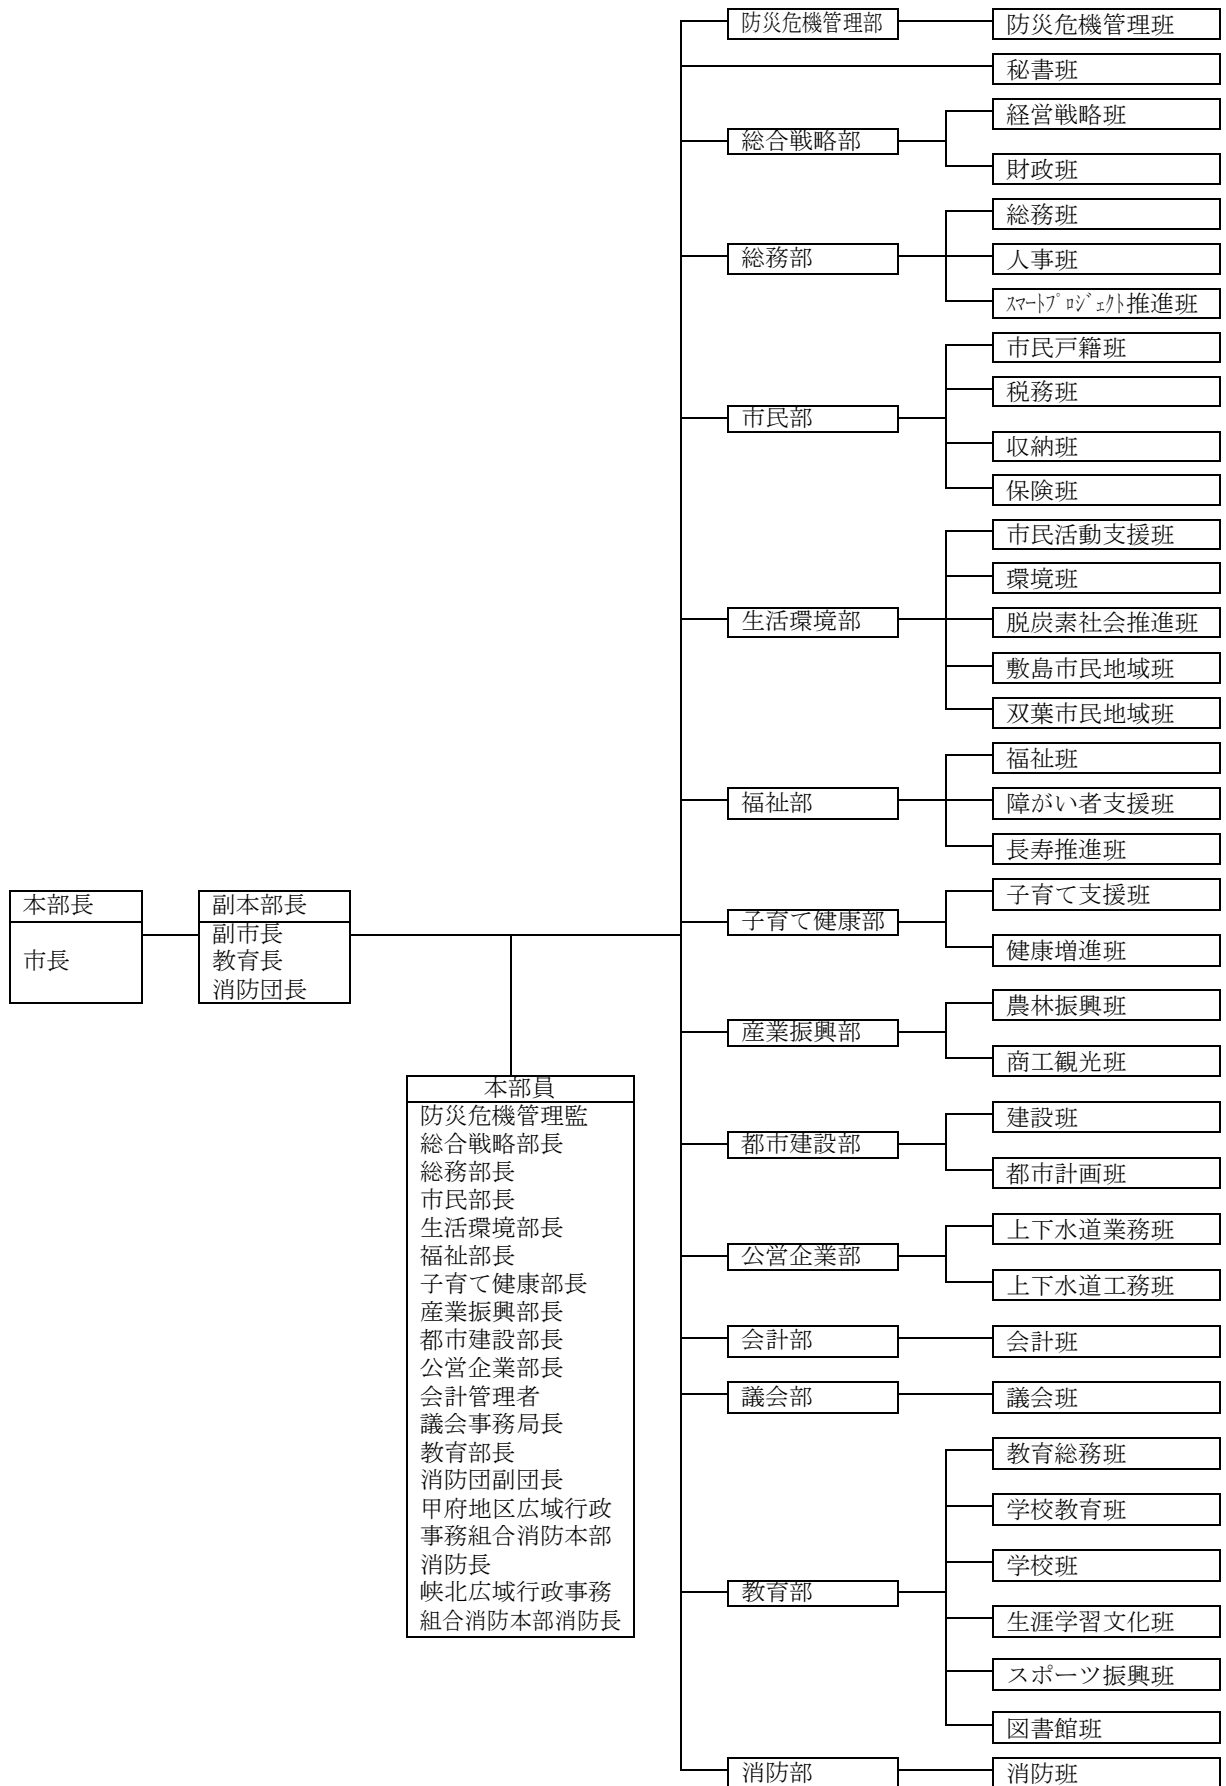 本部長
市長
副本部長
副市長
教育長
消防団長
本部員
防災危機管理監
総合戦略部長
総務部長
市民部長
生活環境部長
福祉部長
子育て健康部長
産業振興部長
都市建設部長
公営企業部長
会計管理者
議会事務局長
教育部長
消防団副団長
甲府地区広域行政
事務組合消防本部
消防長
峡北広域行政事務
組合消防本部消防長
防災危機管理部
防災危機管理班
秘書班
総合戦略部
経営戦略班
財政班
総務部
総務班
人事班
ｽﾏｰﾄﾌﾟﾛｼﾞｪｸﾄ推進班
市民部
市民戸籍班
税務班
収納班
保険班
生活環境部
市民活動支援班
環境班
脱炭素社会推進班
敷島市民地域班
双葉市民地域班
福祉部
福祉班
障がい者支援班
長寿推進班
子育て健康部
子育て支援班
健康増進班
産業振興部
農林振興班
商工観光班
都市建設部
建設班
都市計画班
公営企業部
上下水道業務班
上下水道工務班
会計部
会計班
議会部
議会班
教育部
教育総務班
学校教育班
学校班
生涯学習文化班
スポーツ振興班
図書館班
消防部
消防班